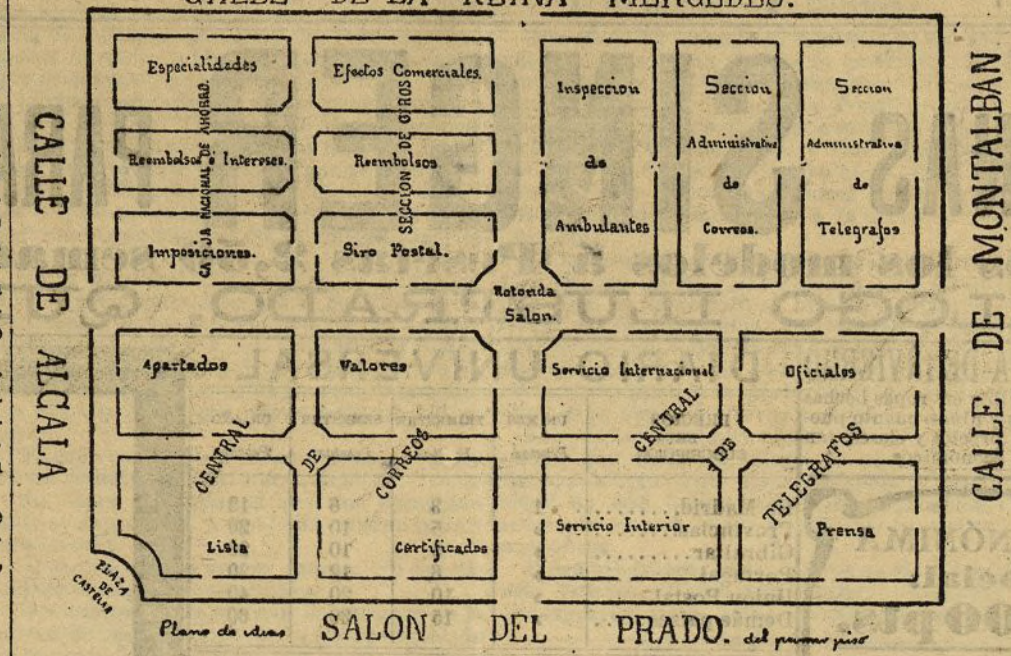 CALLE DE LA REINA MERCEDES.
CALLE DE ALCALA
CALLE DE MONTALBAN
Especialidades
Efectos Comerciales.
Inspeccion
de
Ambulantes
Seccion
Administrativa
de
Correos.
Seccion
Administrativa
de
Telegrafos
CAJA NACIONAL DE AHORRO.
SECCION DE GIROS
Reembolsos é Intereses.
Reembolsos
Imposiciones.
Giro Postal.
Rotonda
Salon.
Apartados
Valores
Servicio Internacional
Oficiales
CENTRAL DE CORREOS
CENTRAL DE TELEGRAFOS
Lista
Certificados
Servicio Interior
Prensa
PLAZA
DE
CASTELAR
Plano de ideas SALON DEL PRADO. del primer piso